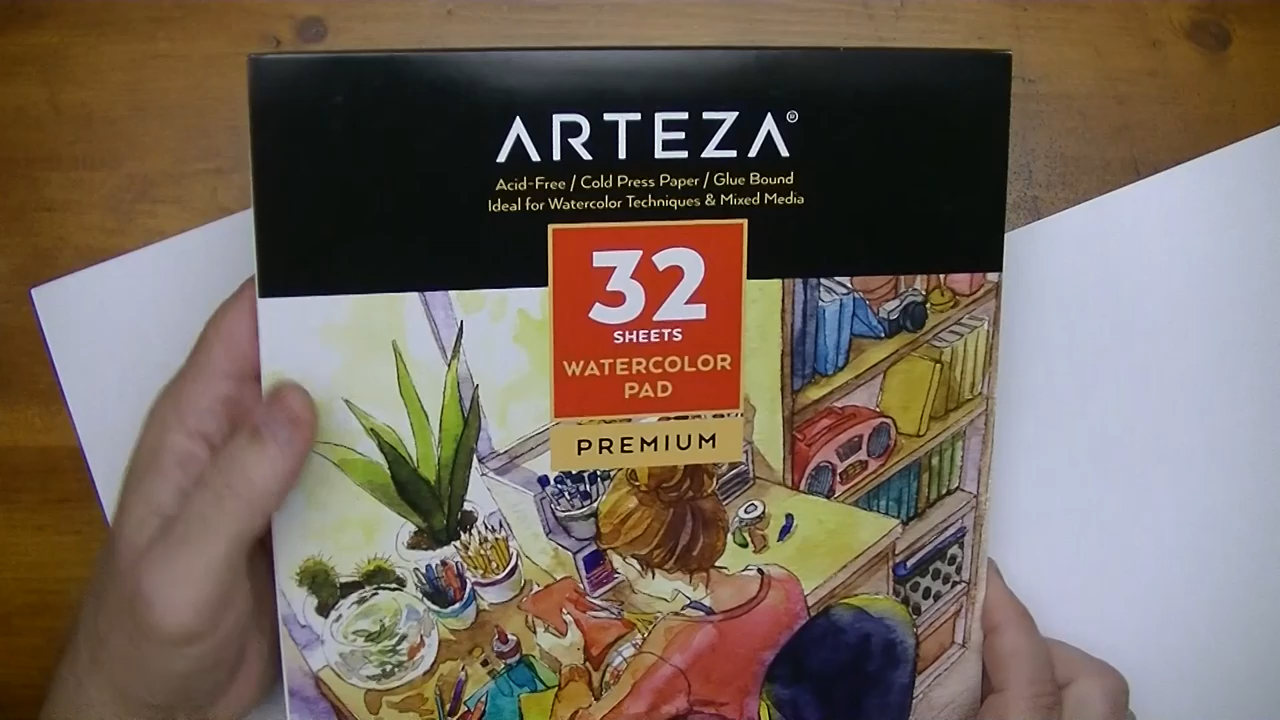 ARTEZA®
Acid-Free / Cold Press Paper / Glue Bound
Ideal for Watercolor Techniques & Mixed Media
32
SHEETS
WATERCOLOR
PAD
PREMIUM